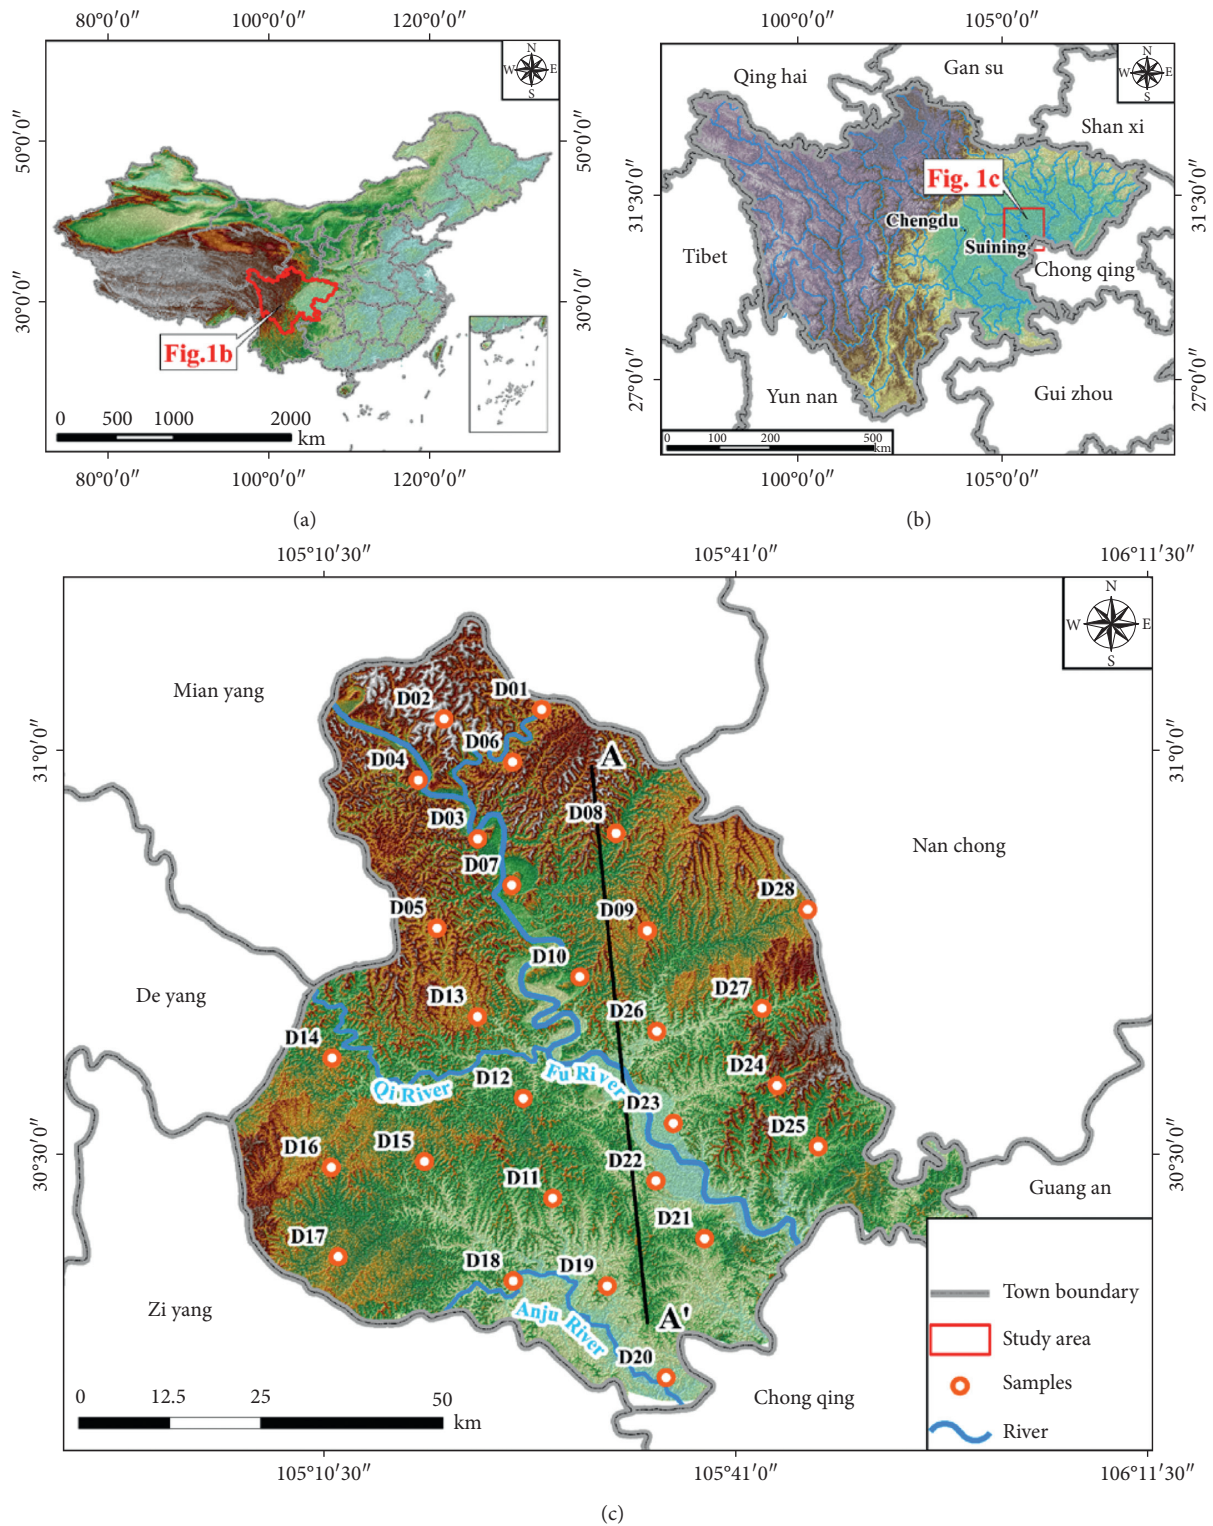 80°0′0″ 100°0′0″ 120°0′0″
50°0′0″
30°0′0″
N
W E
S
Fig.1b
0 500 1000 2000
km
50°0′0″
30°0′0″
80°0′0″ 100°0′0″ 120°0′0″
(a)
100°0′0″ 105°0′0″
31°30′0″
27°0′0″
N
W E
S
Qing hai
Gan su
Shan xi
Fig. 1c
Chengdu
Suining
Tibet
Chong qing
Yun nan
Gui zhou
0 100 200 500
km
31°30′0″
27°0′0″
100°0′0″ 105°0′0″
(b)
105°10′30″ 105°41′0″ 106°11′30″
N
W E
S
Mian yang
D02
D01
D06
31°0′0″
31°0′0″
D04
A
D03
D08
Nan chong
D07
D28
D05
D09
D10
De yang
D13
D27
D26
D14
Qi River
D12
Fu River
D24
D23
D25
D16
D15
30°30′0″
30°30′0″
D22
D11
Guang an
D21
D17
D18
D19
Zi yang
Anju River
A'
D20
Chong qing
0 12.5 25 50
km
Town boundary
Study area
Samples
River
105°10′30″ 105°41′0″ 106°11′30″
(c)